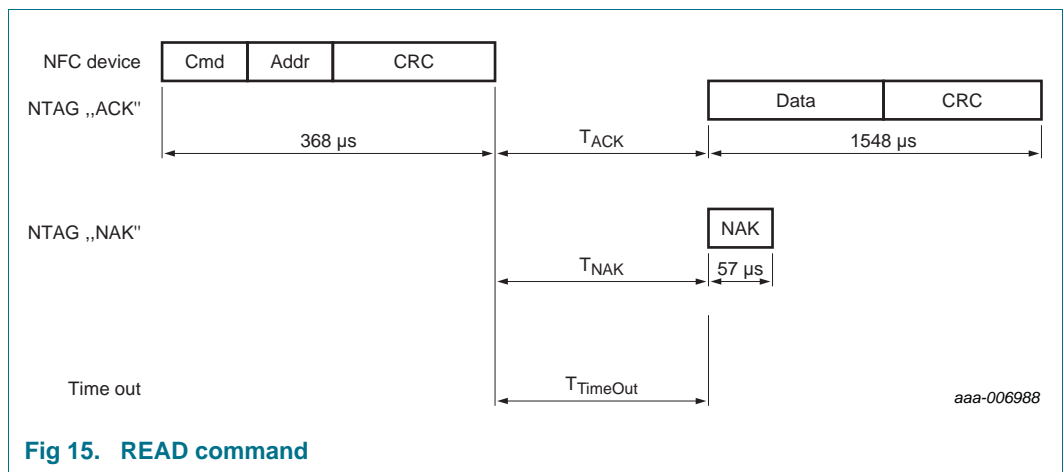 NFC device Cmd Addr CRC
NTAG ,,ACK" Data CRC
368 µs TACK 1548 µs
NTAG ,,NAK" NAK
TNAK 57 µs
Time out TTimeOut aaa-006988
Fig 15. READ command